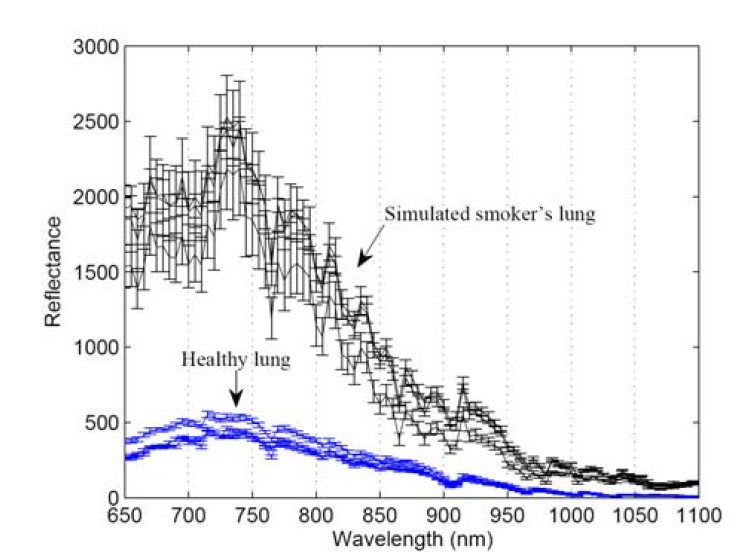 3000
2500
2000
1500
1000
500
0
Reflectance
Simulated smoker's lung
Healthy lung
650 700 750 800 850 900 950 1000 1050 1100
Wavelength (nm)